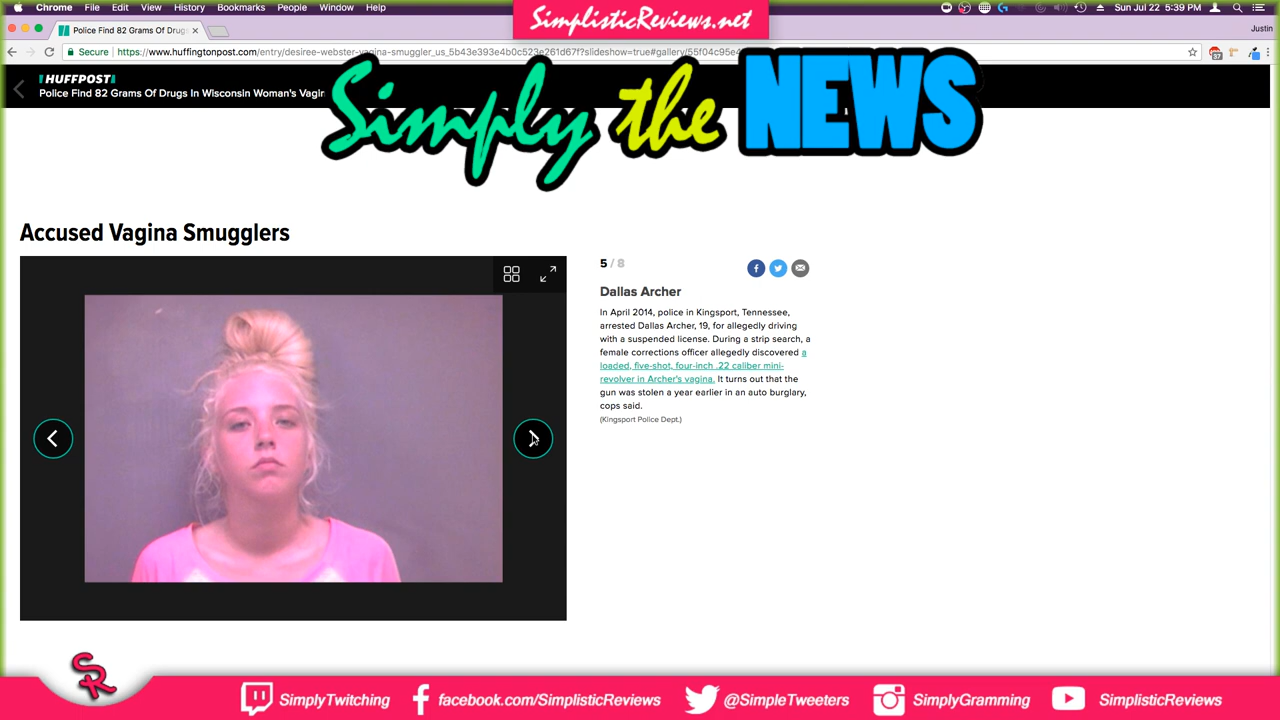 Chrome File Edit View History Bookmarks People Window Help
Sun Jul 22 5:39 PM
SimplisticReviews.net
Police Find 82 Grams Of Drugs
Justin
Secure https://www.huffingtonpost.com/entry/desiree-webster-vagina-smuggler_us_5b43e393e4b0c523e261d67f?slideshow=true#gallery/55f04c95e4
HUFFPOST
Police Find 82 Grams Of Drugs In Wisconsin Woman's Vagin
Simply the NEWS
Accused Vagina Smugglers
5 / 8
Dallas Archer
In April 2014, police in Kingsport, Tennessee,
arrested Dallas Archer, 19, for allegedly driving
with a suspended license. During a strip search, a
female corrections officer allegedly discovered a
loaded, five-shot, four-inch .22 caliber mini-
revolver in Archer's vagina. It turns out that the
gun was stolen a year earlier in an auto burglary,
cops said.
(Kingsport Police Dept.)
SR
SimplyTwitching
facebook.com/SimplisticReviews
@SimpleTweeters
SimplyGramming
SimplisticReviews